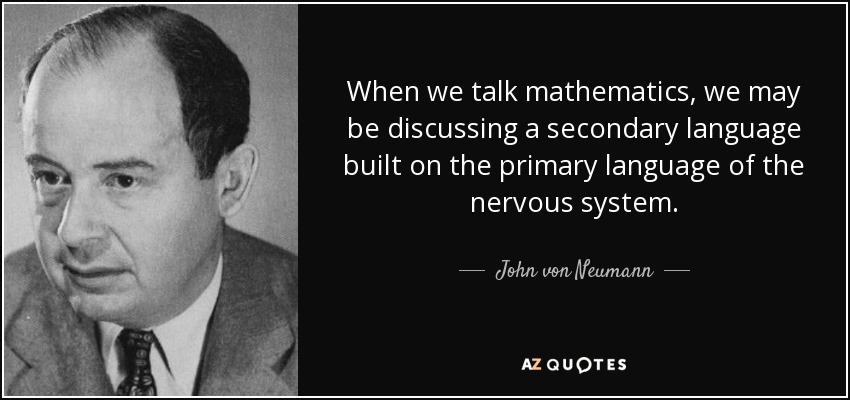 When we talk mathematics, we may
be discussing a secondary language
built on the primary language of the
nervous system.
John von Neumann
AZ QUOTES